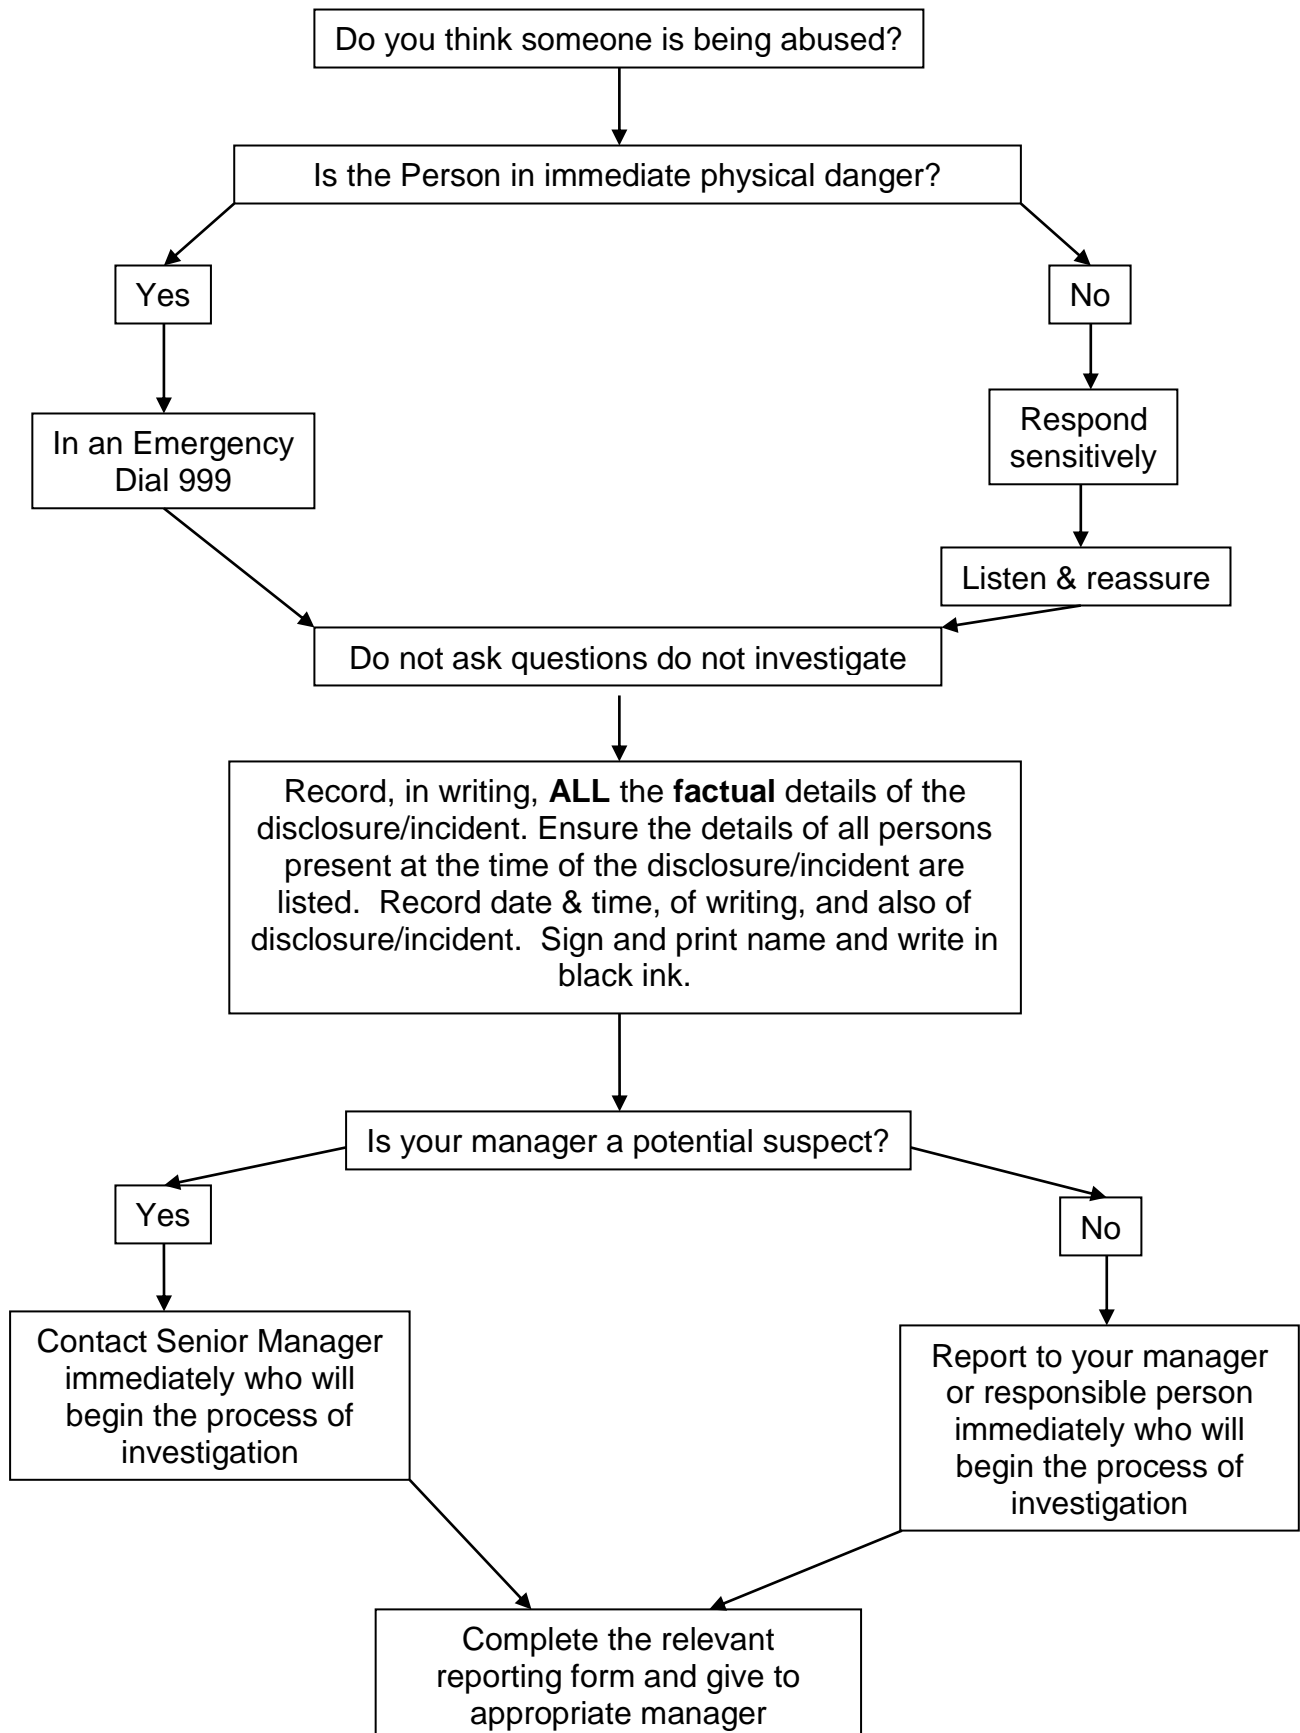 Do you think someone is being abused?
Is the Person in immediate physical danger?
Yes
No
In an Emergency
Dial 999
Respond
sensitively
Listen & reassure
Do not ask questions do not investigate
Record, in writing, ALL the factual details of the
disclosure/incident. Ensure the details of all persons
present at the time of the disclosure/incident are
listed.  Record date & time, of writing, and also of
disclosure/incident.  Sign and print name and write in
black ink.
Is your manager a potential suspect?
Yes
No
Contact Senior Manager
immediately who will
begin the process of
investigation
Report to your manager
or responsible person
immediately who will
begin the process of
investigation
Complete the relevant
reporting form and give to
appropriate manager